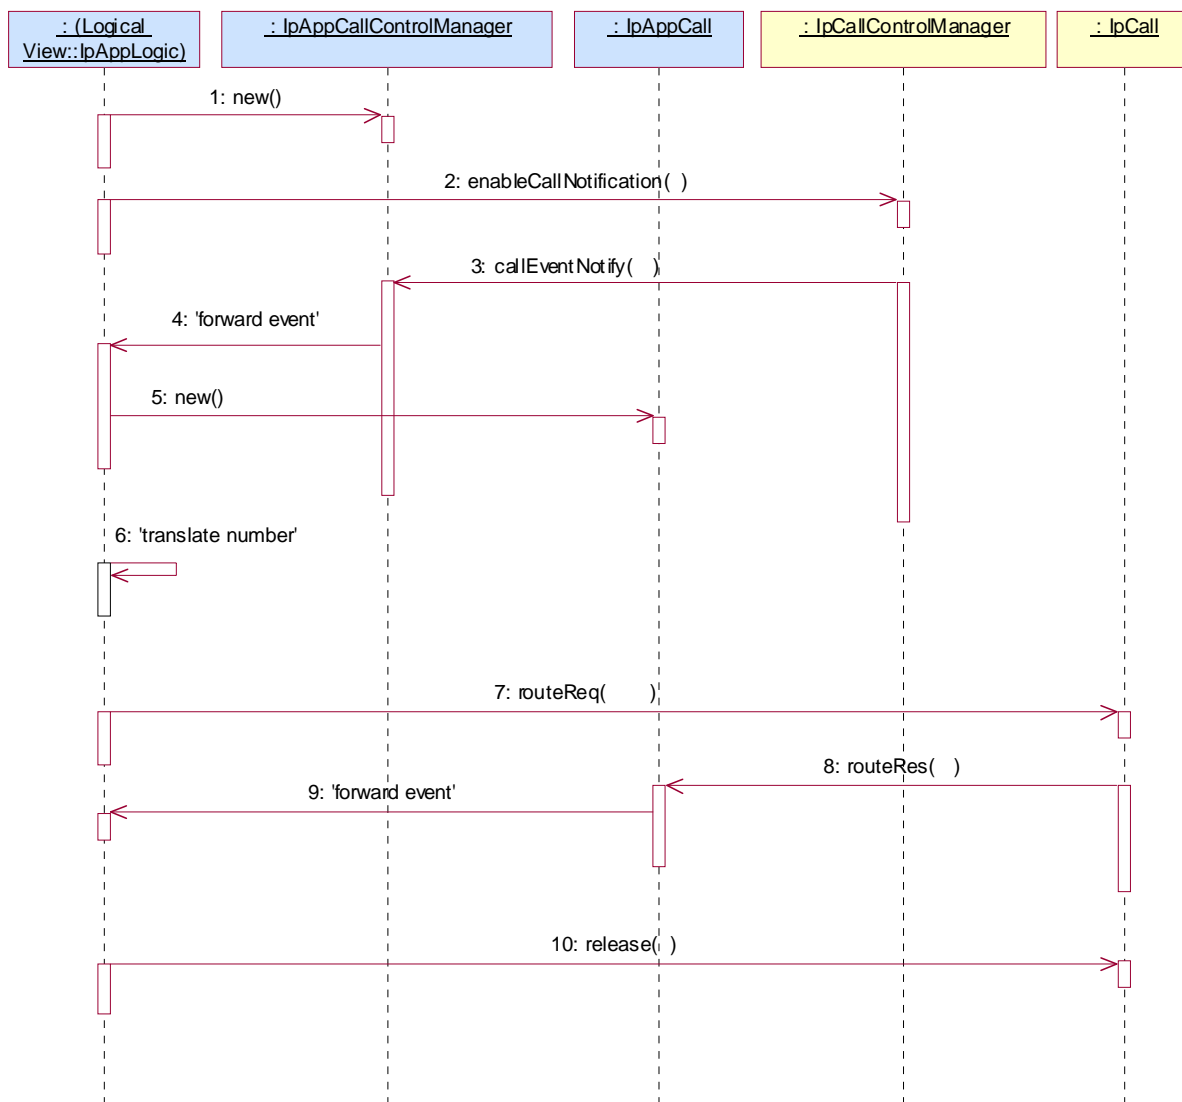 : (Logical
View::IpAppLogic)
: IpAppCallControlManager
: IpAppCall
: IpCallControlManager
: IpCall
1: new()
2: enableCallNotification( )
3: callEventNotify( )
4: 'forward event'
5: new()
6: 'translate number'
7: routeReq( )
8: routeRes( )
9: 'forward event'
10: release( )